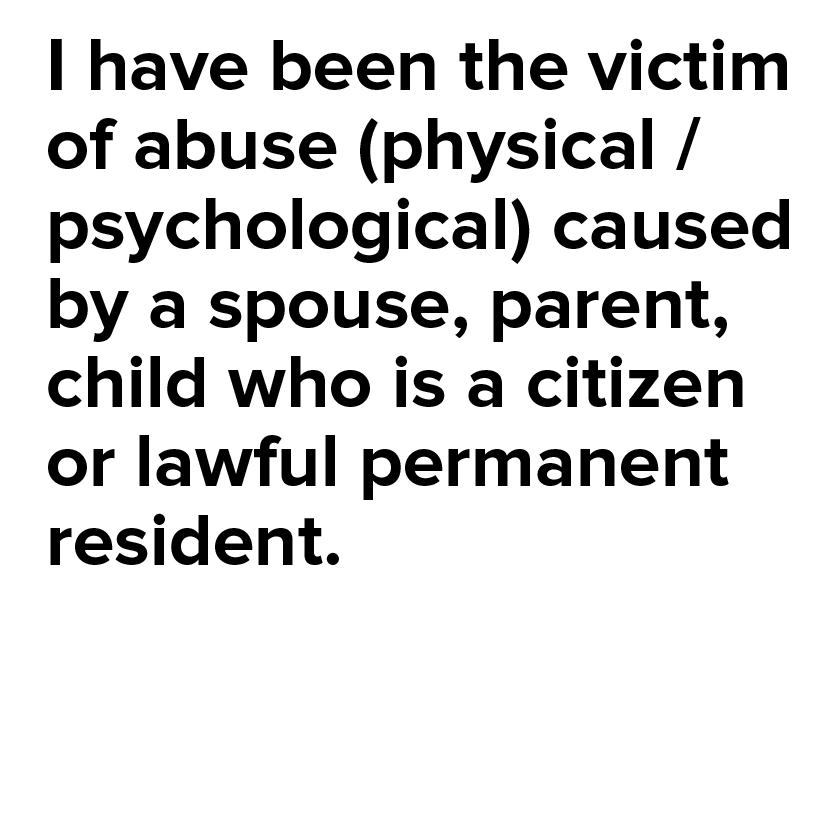 I have been the victim
of abuse (physical /
psychological) caused
by a spouse, parent,
child who is a citizen
or lawful permanent
resident.